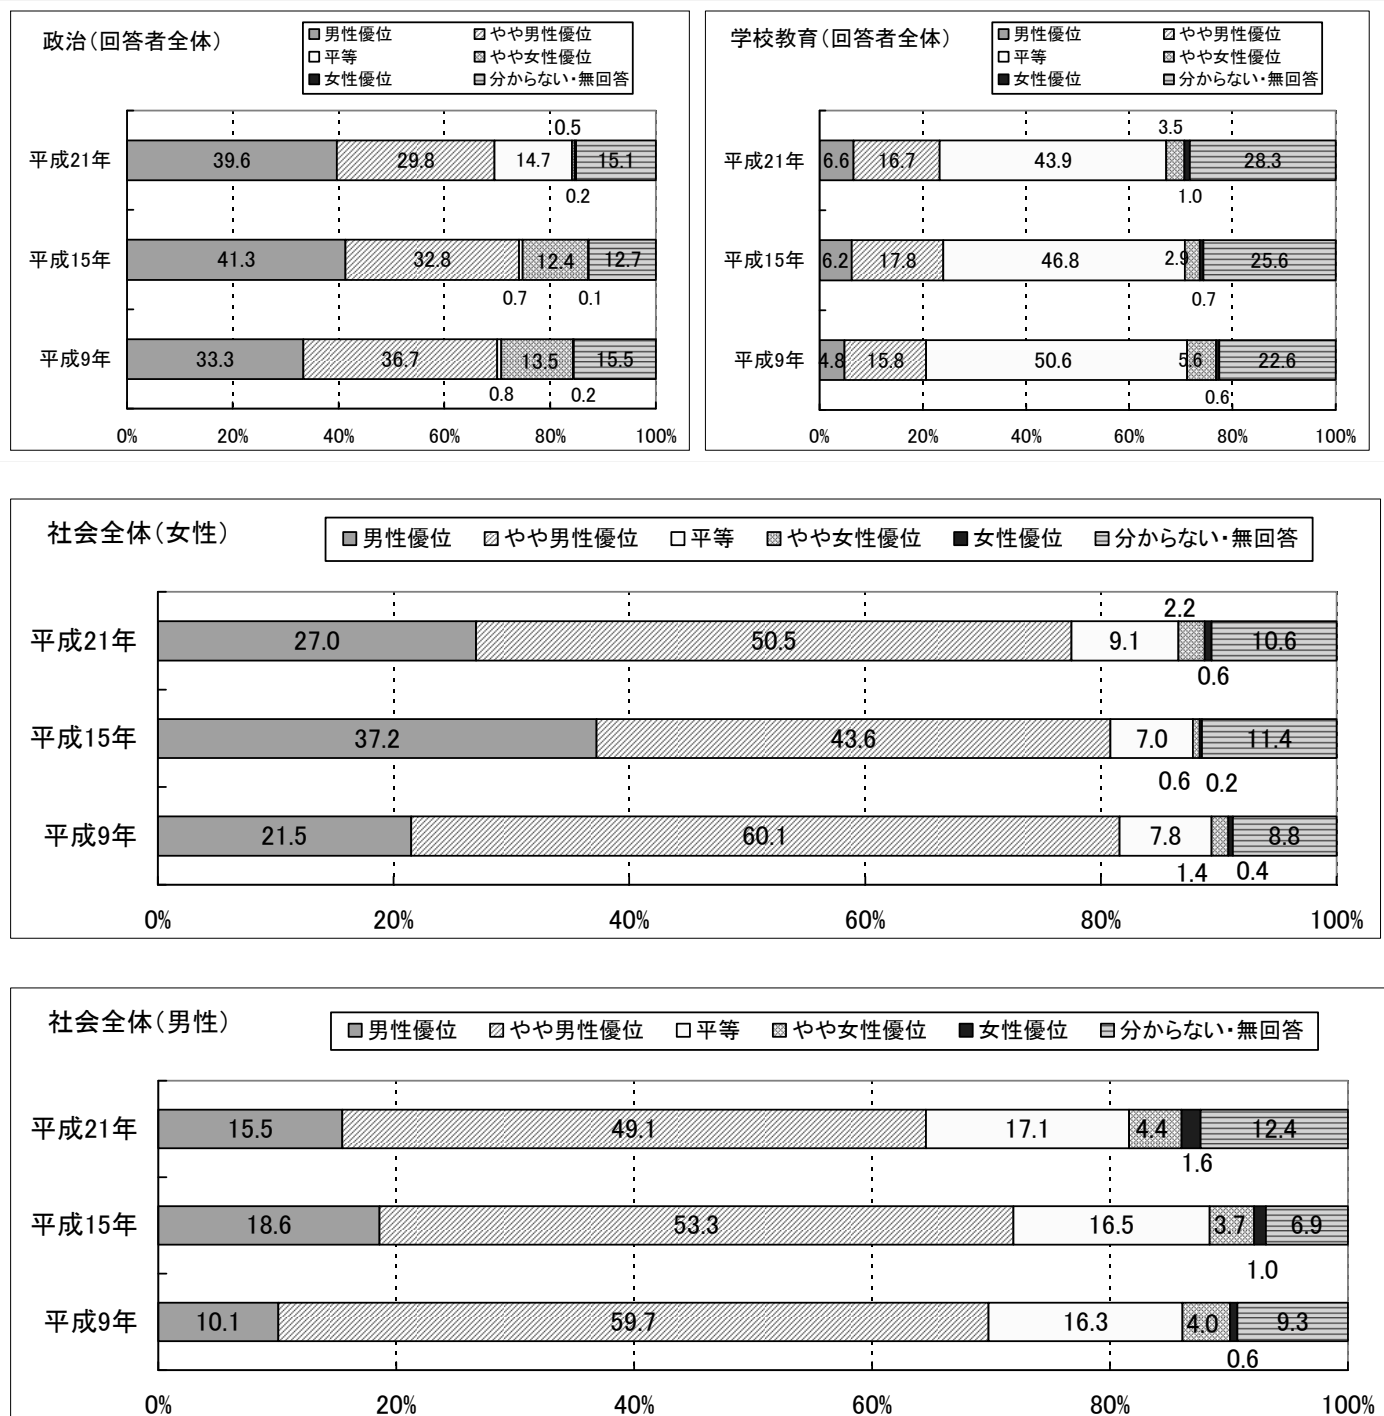 政治(回答者全体)
男性優位 やや男性優位
平等 やや女性優位
女性優位 分からない・無回答
0.5
平成21年 39.6 29.8 14.7 15.1
0.2
平成15年 41.3 32.8 12.4 12.7
0.7 0.1
平成9年 33.3 36.7 13.5 15.5
0.8 0.2
0% 20% 40% 60% 80% 100%
学校教育(回答者全体)
男性優位 やや男性優位
平等 やや女性優位
女性優位 分からない・無回答
3.5
平成21年 6.6 16.7 43.9 28.3
1.0
平成15年 6.2 17.8 46.8 2.9 25.6
0.7
平成9年 4.8 15.8 50.6 5.6 22.6
0.6
0% 20% 40% 60% 80% 100%
社会全体(女性)
男性優位 やや男性優位 平等 やや女性優位 女性優位 分からない・無回答
2.2
平成21年 27.0 50.5 9.1 10.6
0.6
平成15年 37.2 43.6 7.0 11.4
0.6 0.2
平成9年 21.5 60.1 7.8 8.8
1.4 0.4
0% 20% 40% 60% 80% 100%
社会全体(男性)
男性優位 やや男性優位 平等 やや女性優位 女性優位 分からない・無回答
平成21年 15.5 49.1 17.1 4.4 12.4
1.6
平成15年 18.6 53.3 16.5 3.7 6.9
1.0
平成9年 10.1 59.7 16.3 4.0 9.3
0.6
0% 20% 40% 60% 80% 100%